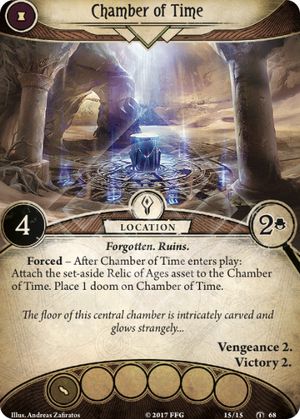 Chamber of Time
4
LOCATION
2
Forgotten. Ruins.
Forced – After Chamber of Time enters play:
Attach the set-aside Relic of Ages asset to the Chamber
of Time. Place 1 doom on Chamber of Time.
The floor of this central chamber is intricately carved and
glows strangely...
Vengeance 2.
Victory 2.
Illus. Andreas Zafiratos
© 2017 FFG
15/15
68